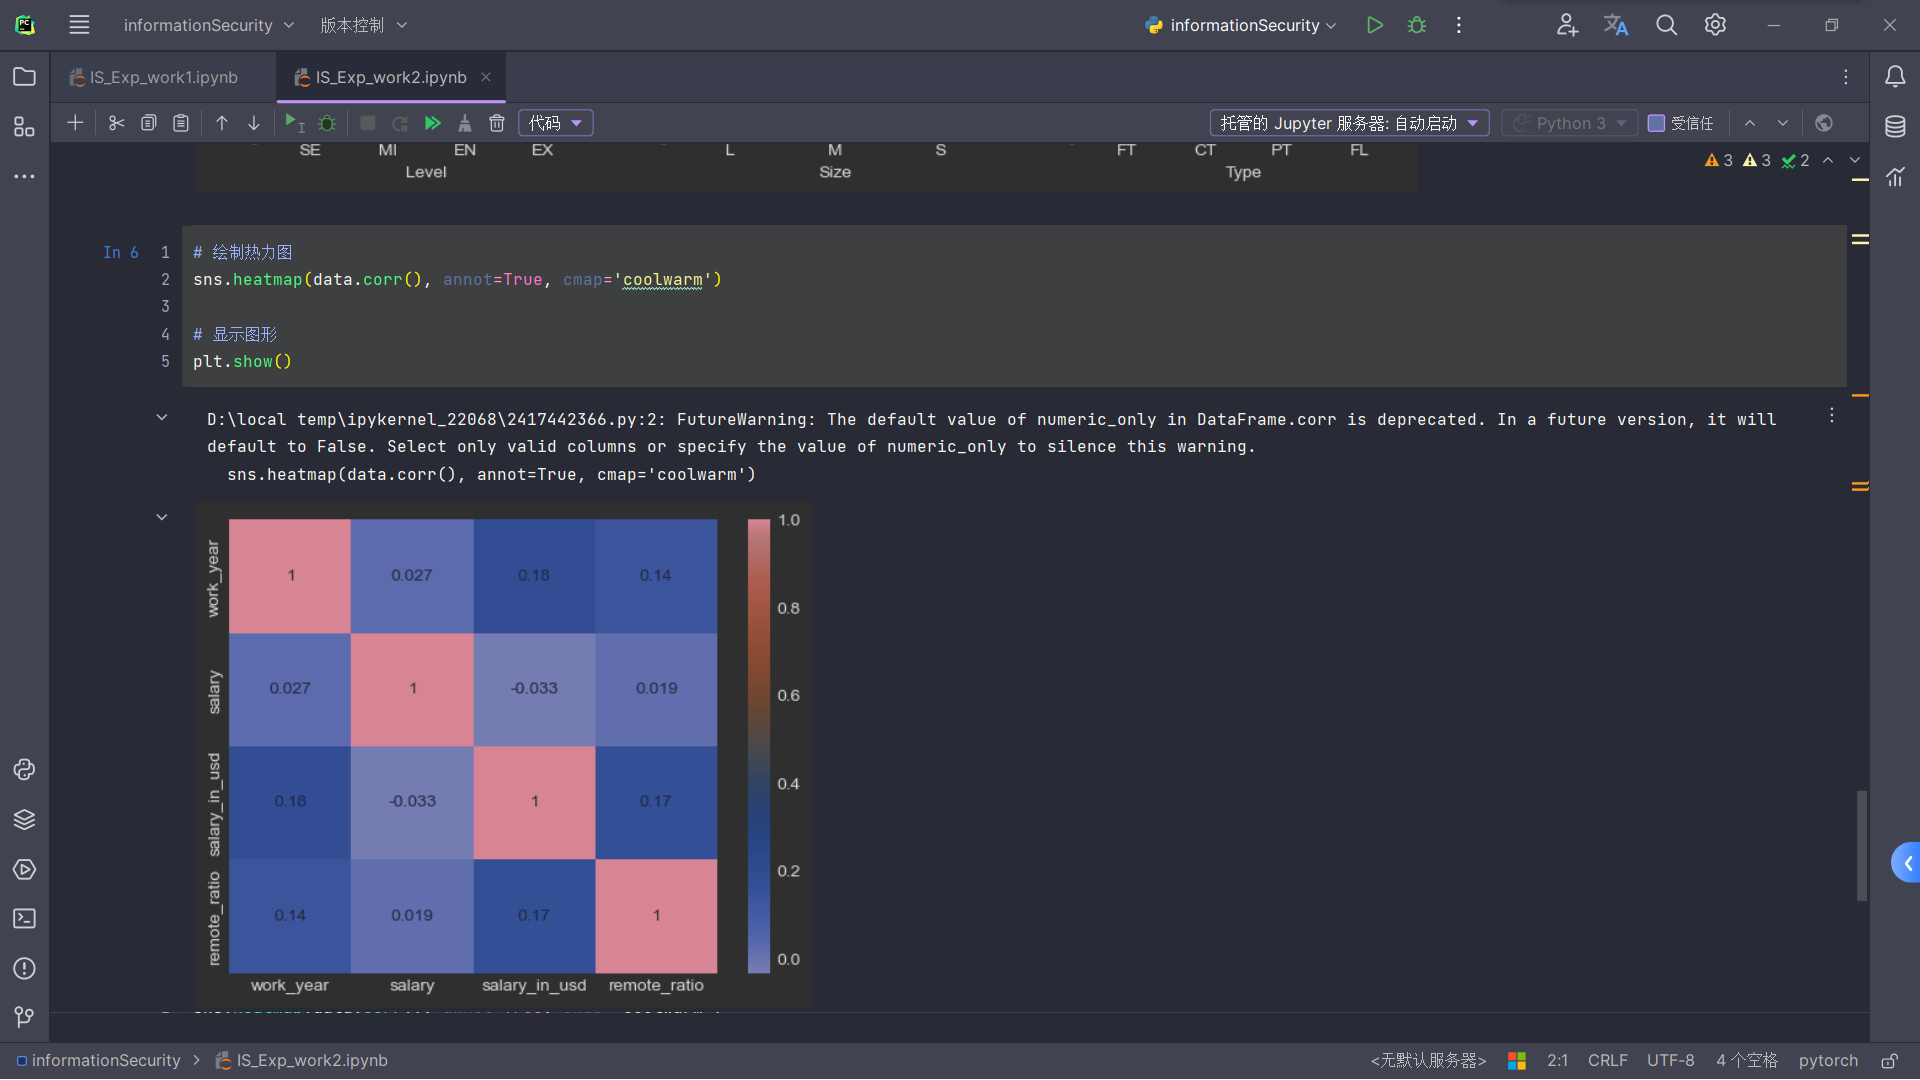 informationSecurity
版本控制
informationSecurity
IS_Exp_work1.ipynb
IS_Exp_work2.ipynb
代码
托管的 Jupyter 服务器: 自动启动
Python 3
受信任
SE MI EN EX
Level
L M S
Size
FT CT PT FL
Type
3 3 2
In 6
1 # 绘制热力图
2 sns.heatmap(data.corr(), annot=True, cmap='coolwarm')
3
4 # 显示图形
5 plt.show()
D:\local temp\ipykernel_22068\2417442366.py:2: FutureWarning: The default value of numeric_only in DataFrame.corr is deprecated. In a future version, it will
default to False. Select only valid columns or specify the value of numeric_only to silence this warning.
sns.heatmap(data.corr(), annot=True, cmap='coolwarm')
work_year
1 0.027 0.18 0.14
salary
0.027 1 -0.033 0.019
salary_in_usd
0.18 -0.033 1 0.17
remote_ratio
0.14 0.019 0.17 1
work_year salary salary_in_usd remote_ratio
1.0
0.8
0.6
0.4
0.2
0.0
informationSecurity
IS_Exp_work2.ipynb
<无默认服务器>
2:1
CRLF
UTF-8
4 个空格
pytorch